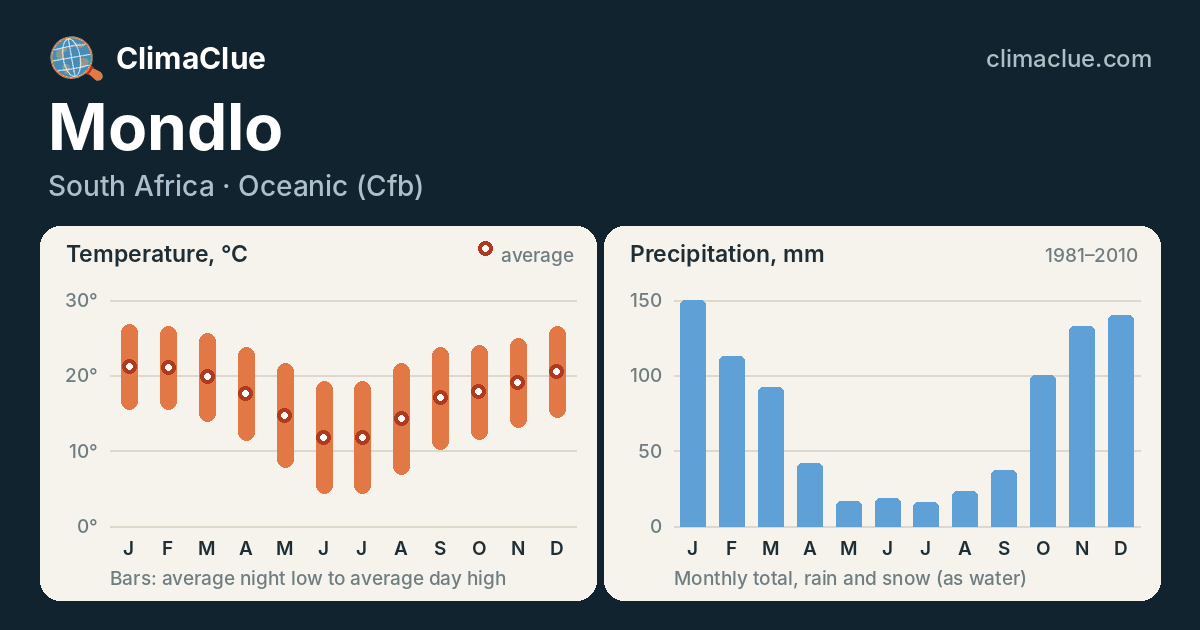 ClimaClue
climaclue.com
Mondlo
South Africa · Oceanic (Cfb)
Temperature, °C
average
30°
20°
10°
0°
J F M A M J J A S O N D
Bars: average night low to average day high
Precipitation, mm
1981–2010
150
100
50
0
J F M A M J J A S O N D
Monthly total, rain and snow (as water)